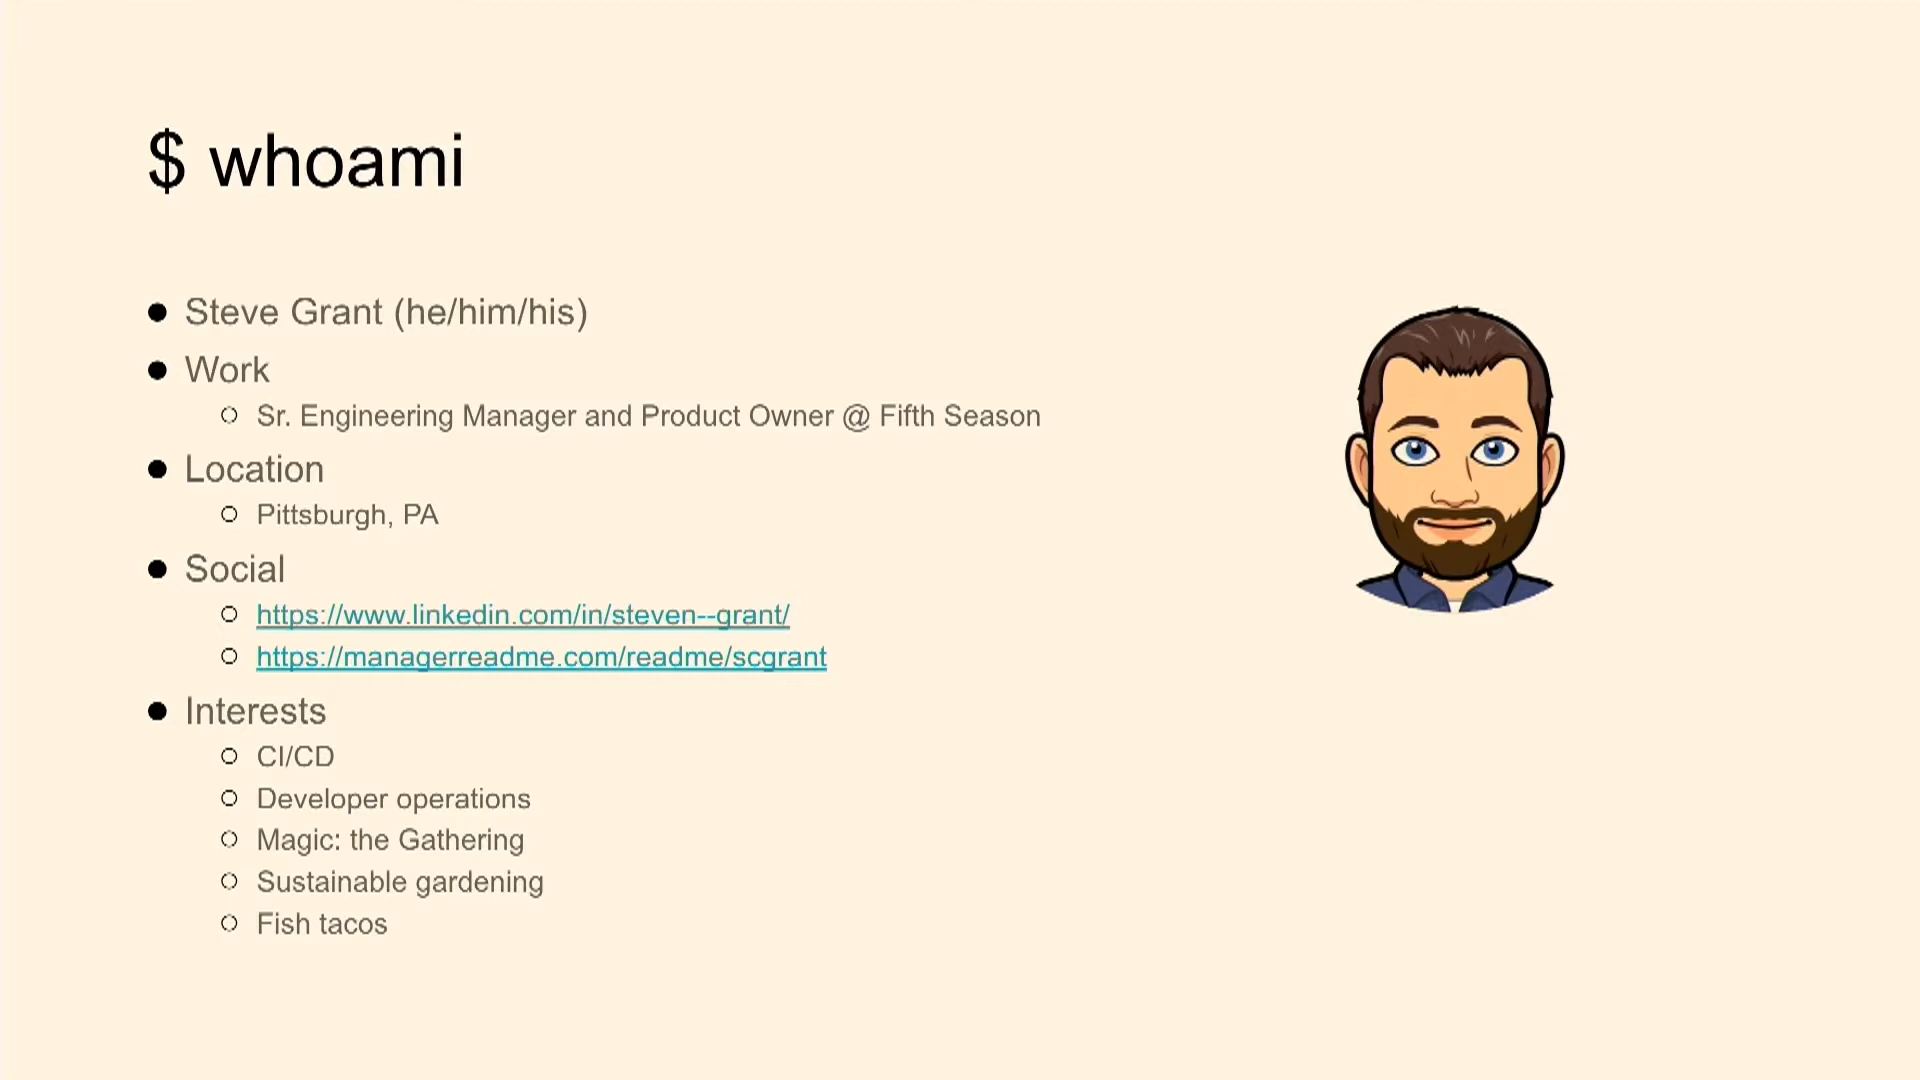 $ whoami
Steve Grant (he/him/his)
Work
Sr. Engineering Manager and Product Owner @ Fifth Season
Location
Pittsburgh, PA
Social
https://www.linkedin.com/in/steven--grant/
https://managerreadme.com/readme/scgrant
Interests
CI/CD
Developer operations
Magic: the Gathering
Sustainable gardening
Fish tacos